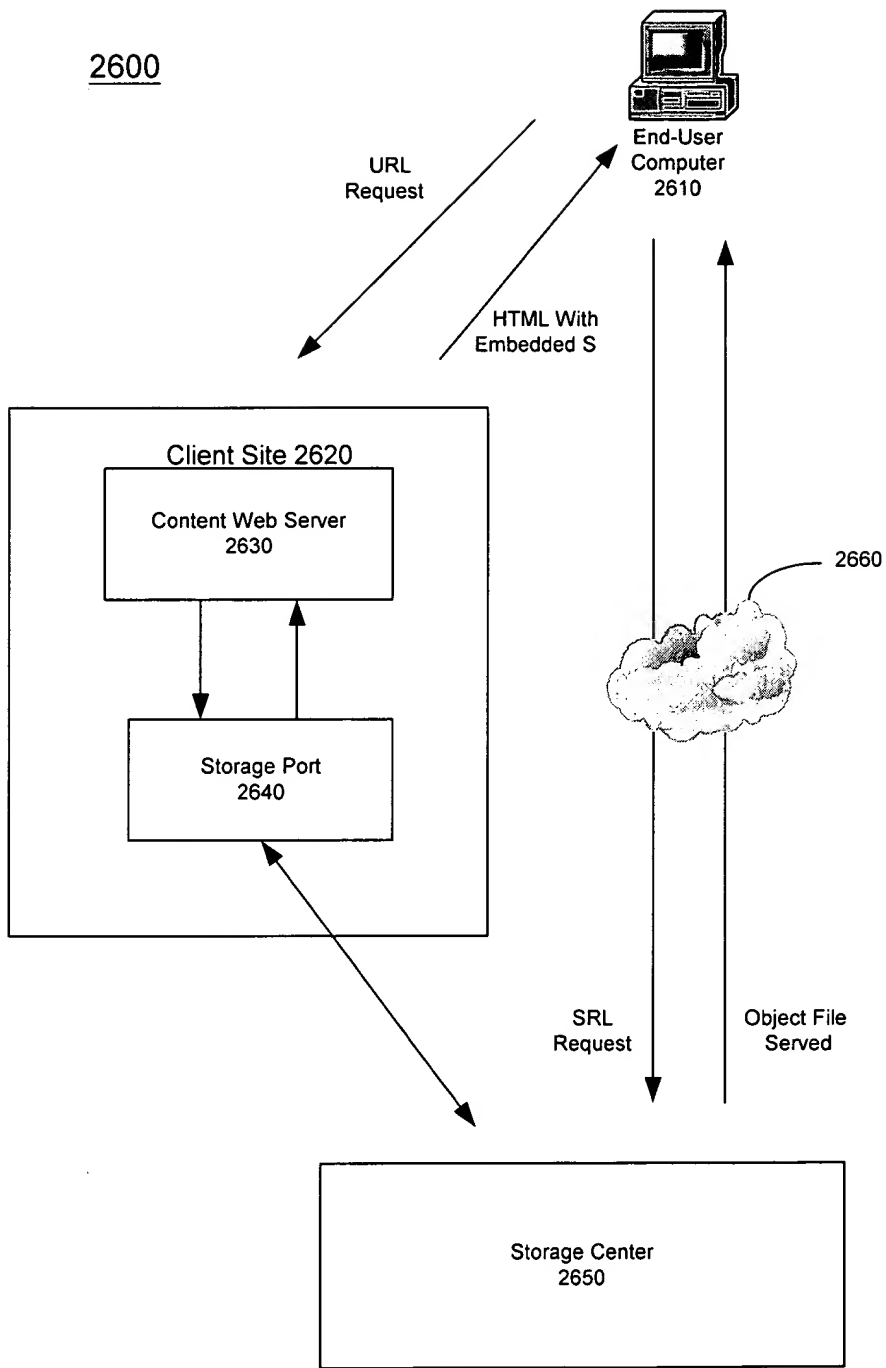 2600
End-User
Computer
2610
URL
Request
HTML With
Embedded S
Client Site 2620
Content Web Server
2630
2660
Storage Port
2640
SRL
Request
Object File
Served
Storage Center
2650